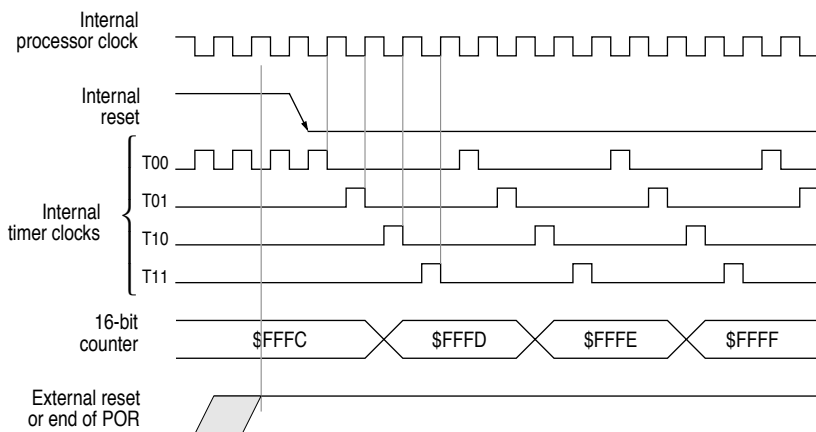 Internal
processor clock
Internal
reset
T00
T01
Internal
timer clocks
T10
T11
16-bit
counter
$FFFC
$FFFD
$FFFE
$FFFF
External reset
or end of POR